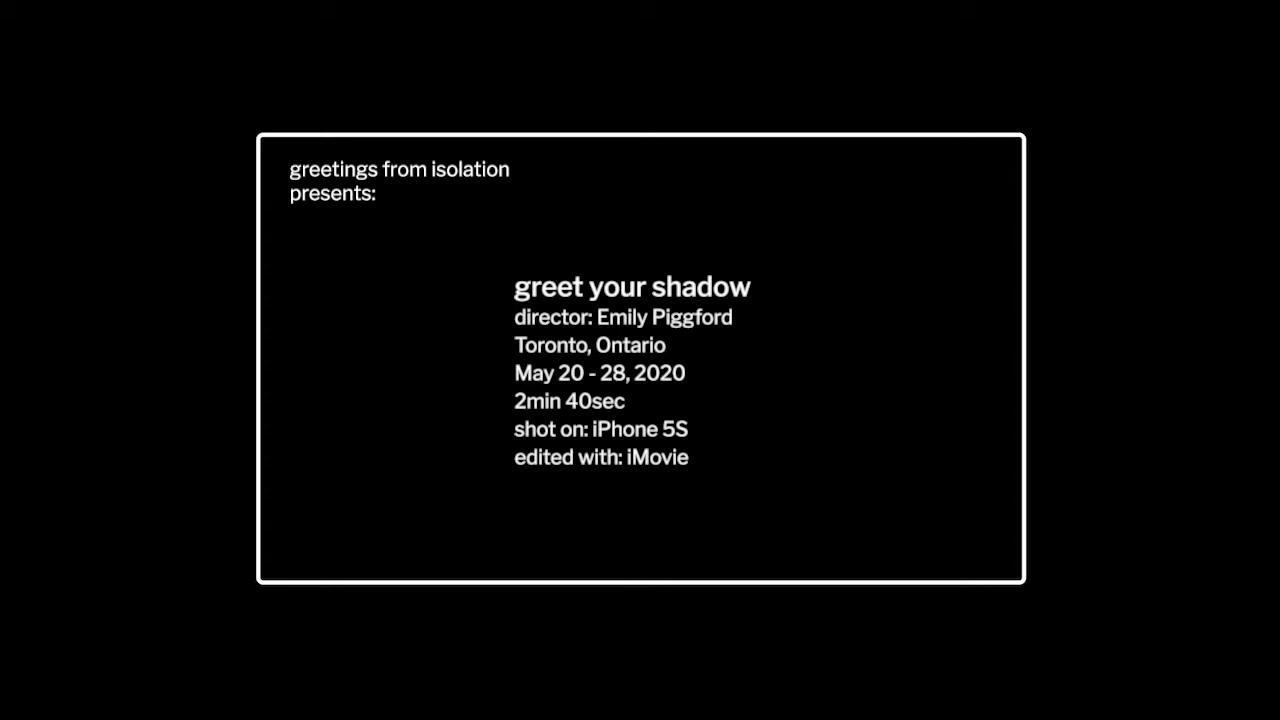 greetings from isolation
presents:
greet your shadow
director: Emily Piggford
Toronto, Ontario
May 20 - 28, 2020
2min 40sec
shot on: iPhone 5S
edited with: iMovie